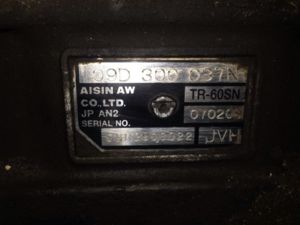 09D 300 037N
AISIN AW
CO.,LTD.
TR-60SN
JP AN2
SERIAL NO.
JVH